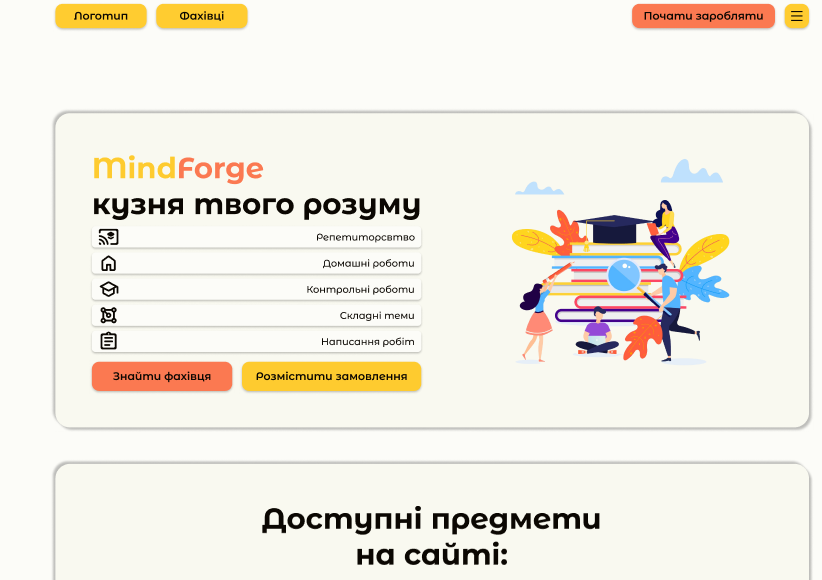 Логотип
Фахівці
Почати заробляти
MindForge
кузня твого розуму
Репетиторсвтво
Домашні роботи
Контрольні роботи
Складні теми
Написання робіт
Знайти фахівця
Розмістити замовлення
Доступні предмети
на сайті: